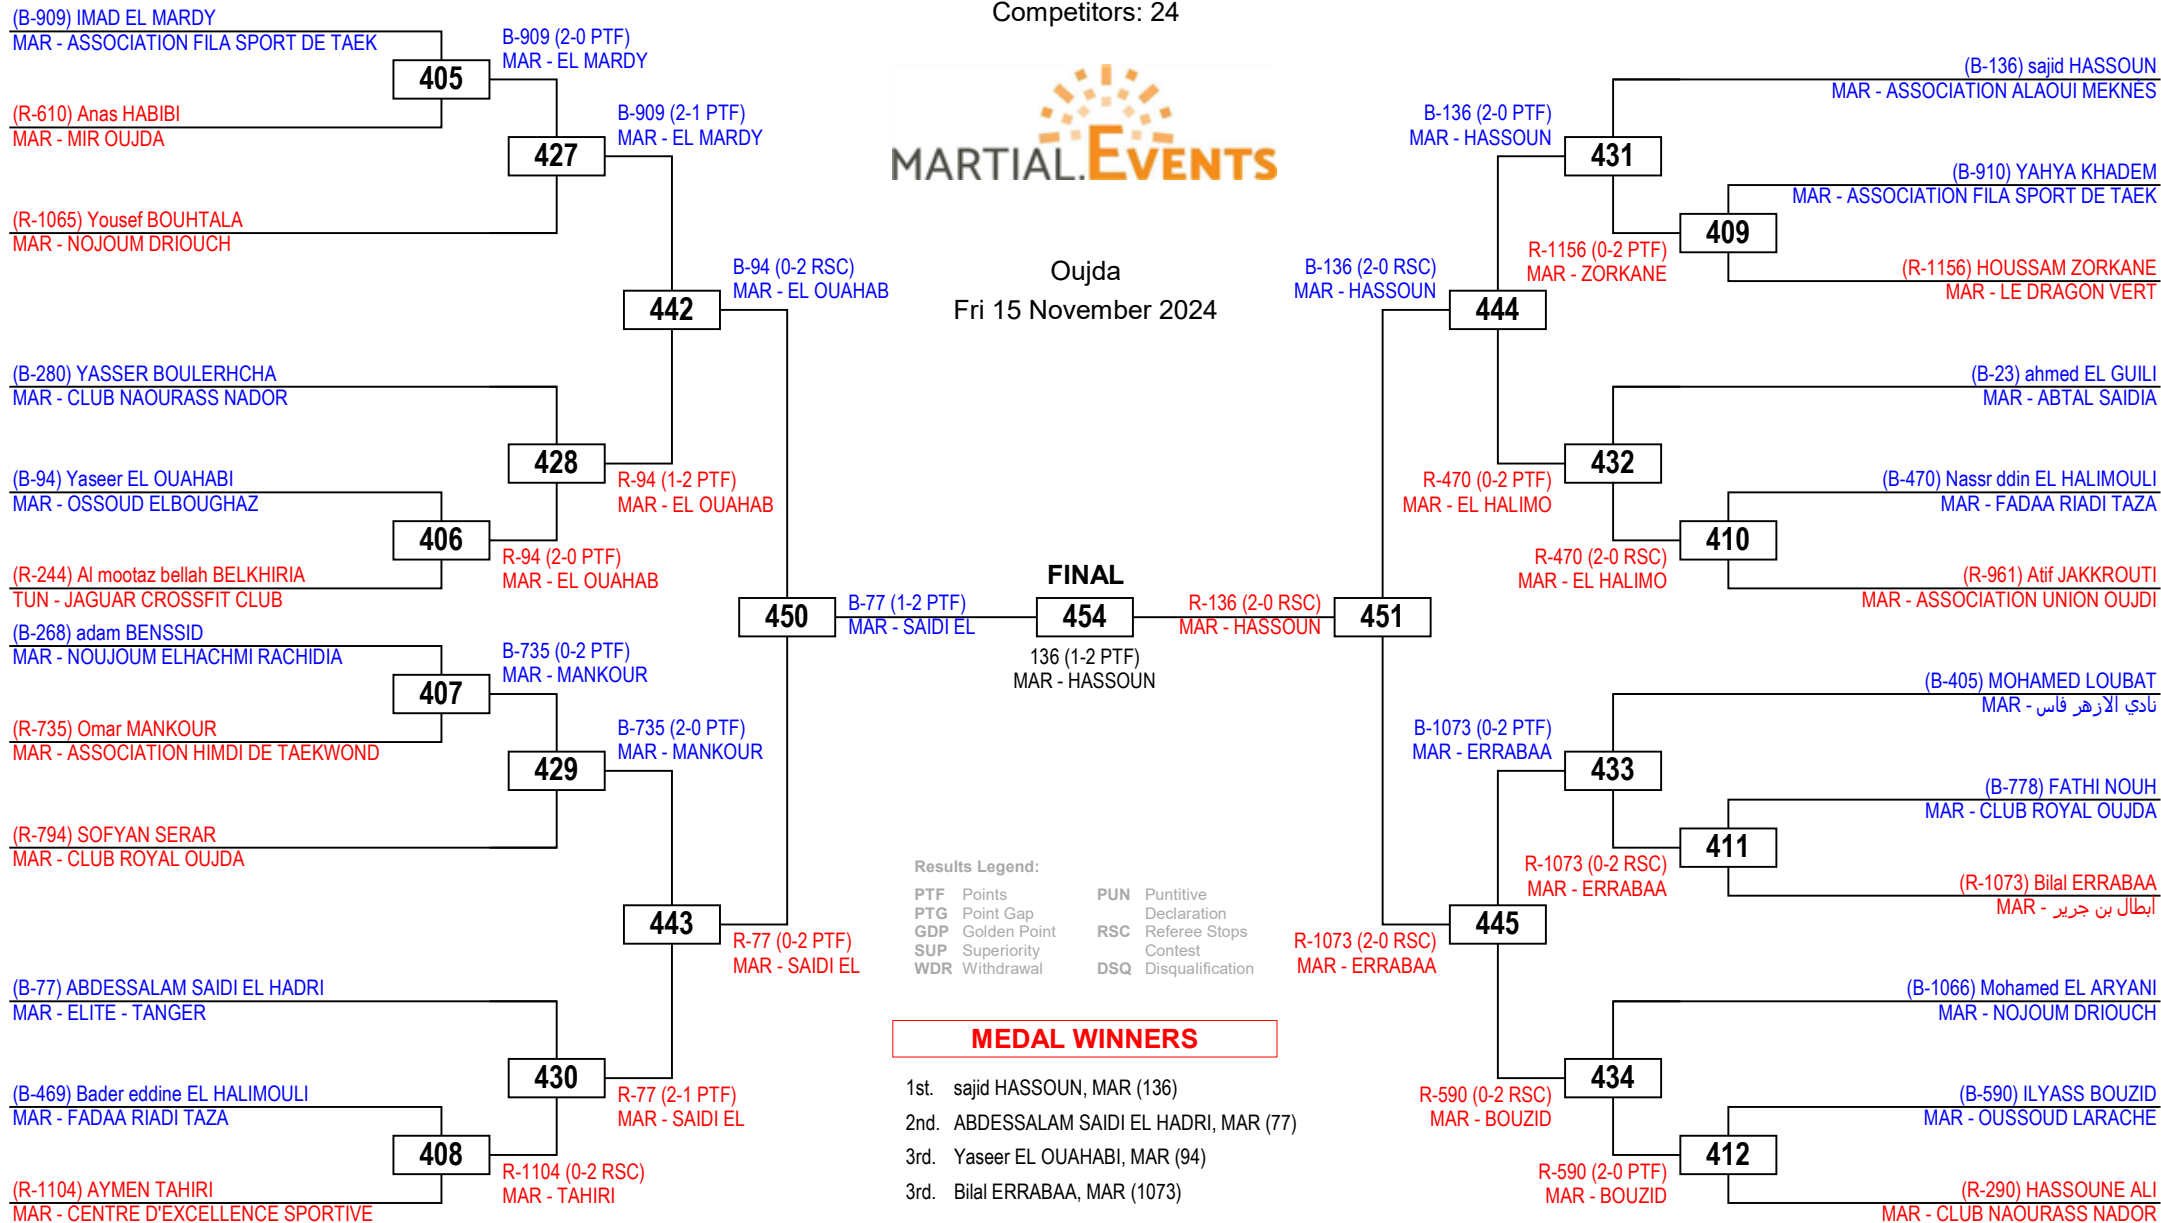 Competitors: 24
MARTIAL.EVENTS
Oujda
Fri 15 November 2024
(B-909) IMAD EL MARDY
MAR - ASSOCIATION FILA SPORT DE TAEK
(R-610) Anas HABIBI
MAR - MIR OUJDA
(R-1065) Yousef BOUHTALA
MAR - NOJOUM DRIOUCH
(B-280) YASSER BOULERHCHA
MAR - CLUB NAOURASS NADOR
(B-94) Yaseer EL OUAHABI
MAR - OSSOUD ELBOUGHAZ
(R-244) Al mootaz bellah BELKHIRIA
TUN - JAGUAR CROSSFIT CLUB
(B-268) adam BENSSID
MAR - NOUJOUM ELHACHMI RACHIDIA
(R-735) Omar MANKOUR
MAR - ASSOCIATION HIMDI DE TAEKWOND
(R-794) SOFYAN SERAR
MAR - CLUB ROYAL OUJDA
(B-77) ABDESSALAM SAIDI EL HADRI
MAR - ELITE - TANGER
(B-469) Bader eddine EL HALIMOULI
MAR - FADAA RIADI TAZA
(R-1104) AYMEN TAHIRI
MAR - CENTRE D'EXCELLENCE SPORTIVE
405
B-909 (2-0 PTF)
MAR - EL MARDY
406
R-94 (2-0 PTF)
MAR - EL OUAHAB
407
B-735 (0-2 PTF)
MAR - MANKOUR
408
R-1104 (0-2 RSC)
MAR - TAHIRI
427
B-909 (2-1 PTF)
MAR - EL MARDY
428
R-94 (1-2 PTF)
MAR - EL OUAHAB
429
B-735 (2-0 PTF)
MAR - MANKOUR
430
R-77 (2-1 PTF)
MAR - SAIDI EL
442
B-94 (0-2 RSC)
MAR - EL OUAHAB
443
R-77 (0-2 PTF)
MAR - SAIDI EL
450
B-77 (1-2 PTF)
MAR - SAIDI EL
FINAL
454
136 (1-2 PTF)
MAR - HASSOUN
R-136 (2-0 RSC)
MAR - HASSOUN
451
B-136 (2-0 RSC)
MAR - HASSOUN
444
R-1073 (2-0 RSC)
MAR - ERRABAA
445
B-136 (2-0 PTF)
MAR - HASSOUN
431
R-470 (0-2 PTF)
MAR - EL HALIMO
432
B-1073 (0-2 PTF)
MAR - ERRABAA
433
R-590 (0-2 RSC)
MAR - BOUZID
434
R-1156 (0-2 PTF)
MAR - ZORKANE
409
R-470 (2-0 RSC)
MAR - EL HALIMO
410
R-1073 (0-2 RSC)
MAR - ERRABAA
411
R-590 (2-0 PTF)
MAR - BOUZID
412
(B-136) sajid HASSOUN
MAR - ASSOCIATION ALAOUI MEKNÈS
(B-910) YAHYA KHADEM
MAR - ASSOCIATION FILA SPORT DE TAEK
(R-1156) HOUSSAM ZORKANE
MAR - LE DRAGON VERT
(B-23) ahmed EL GUILI
MAR - ABTAL SAIDIA
(B-470) Nassr ddin EL HALIMOULI
MAR - FADAA RIADI TAZA
(R-961) Atif JAKKROUTI
MAR - ASSOCIATION UNION OUJDI
(B-405) MOHAMED LOUBAT
MAR - نادي الازهر فاس
(B-778) FATHI NOUH
MAR - CLUB ROYAL OUJDA
(R-1073) Bilal ERRABAA
MAR - ابطال بن جرير
(B-1066) Mohamed EL ARYANI
MAR - NOJOUM DRIOUCH
(B-590) ILYASS BOUZID
MAR - OUSSOUD LARACHE
(R-290) HASSOUNE ALI
MAR - CLUB NAOURASS NADOR
Results Legend:
PTF Points
PTG Point Gap
GDP Golden Point
SUP Superiority
WDR Withdrawal
PUN Puntitive
Declaration
RSC Referee Stops
Contest
DSQ Disqualification
MEDAL WINNERS
1st. sajid HASSOUN, MAR (136)
2nd. ABDESSALAM SAIDI EL HADRI, MAR (77)
3rd. Yaseer EL OUAHABI, MAR (94)
3rd. Bilal ERRABAA, MAR (1073)